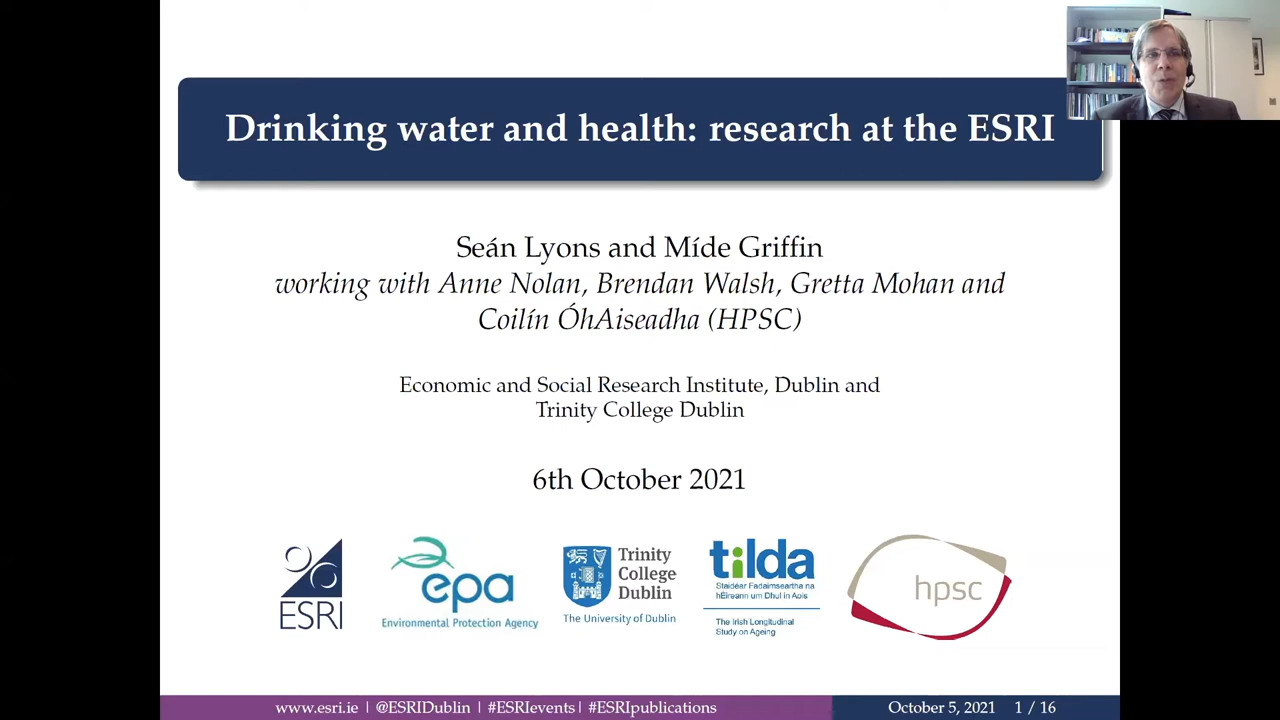 Drinking water and health: research at the ESRI
Seán Lyons and Míde Griffin
working with Anne Nolan, Brendan Walsh, Gretta Mohan and
Coilín ÓhAiseadha (HPSC)
Economic and Social Research Institute, Dublin and
Trinity College Dublin
6th October 2021
ESRI
epa
Environmental Protection Agency
Trinity
College
Dublin
The University of Dublin
tilda
Staidéar Fadaimseartha na
hÉireann um Dhul in Aois
The Irish Longitudinal
Study on Ageing
hpsc
www.esri.ie | @ESRIDublin | #ESRIevents| #ESRIpublications
October 5, 2021 1 / 16